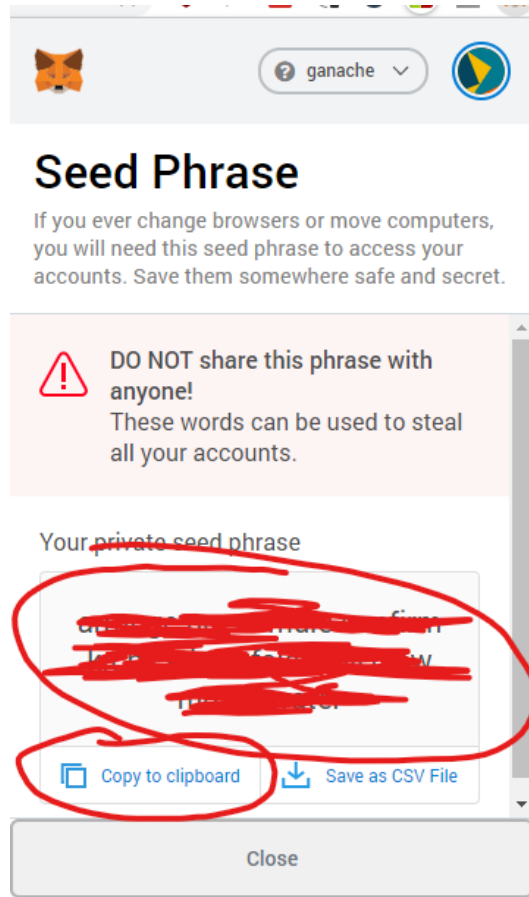 ganache
Seed Phrase
If you ever change browsers or move computers,
you will need this seed phrase to access your
accounts. Save them somewhere safe and secret.
DO NOT share this phrase with
anyone!
These words can be used to steal
all your accounts.
Your private seed phrase
Copy to clipboard
Save as CSV File
Close